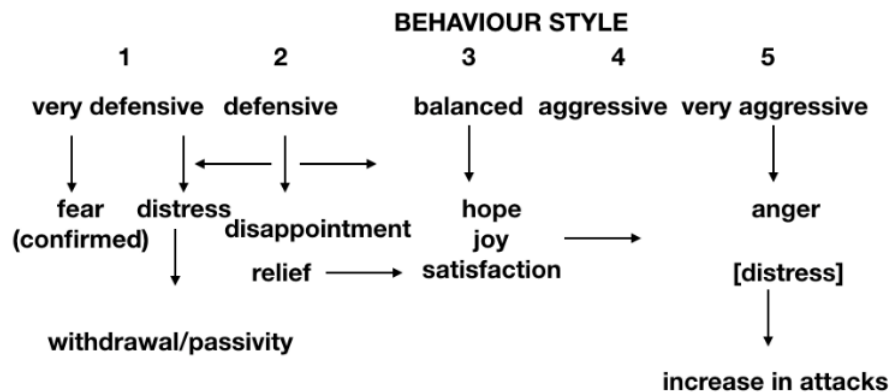 BEHAVIOUR STYLE
1 2 3 4 5
very defensive defensive balanced aggressive very aggressive
fear distress hope anger
(confirmed) disappointment joy
relief satisfaction [distress]
withdrawal/passivity
increase in attacks